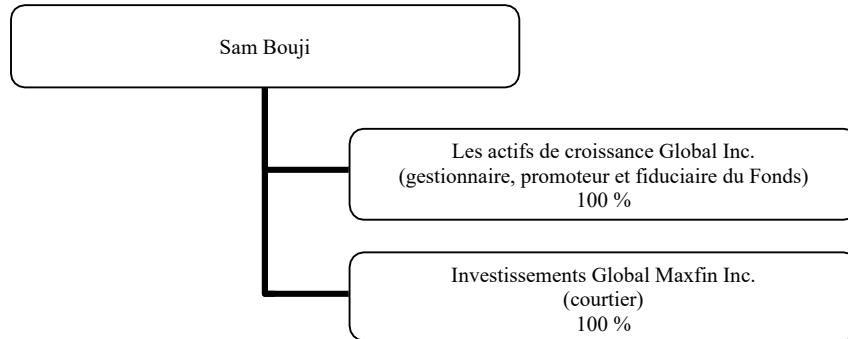 Sam Bouji
Les actifs de croissance Global Inc.
(gestionnaire, promoteur et fiduciaire du Fonds)
100 %
Investissements Global Maxfin Inc.
(courtier)
100 %